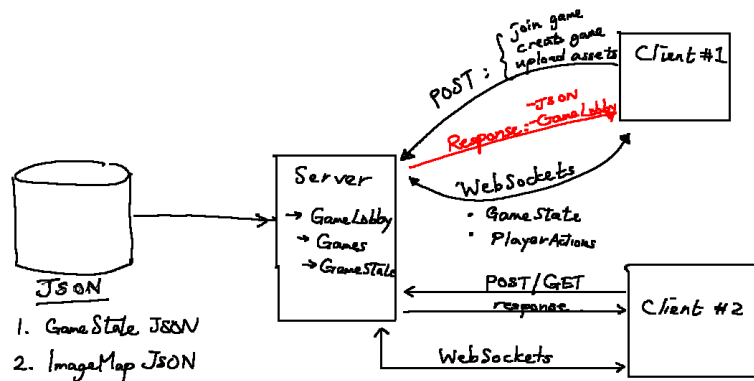 POST : { join game
create game
upload assets
Client #1
Response: -JSON
-GameLobby
Server
→ GameLobby
→ Games
→ GameState
WebSockets
• GameState
• PlayerActions
JSON
1. GameState JSON
2. ImageMap JSON
POST/GET
response
Client #2
WebSockets